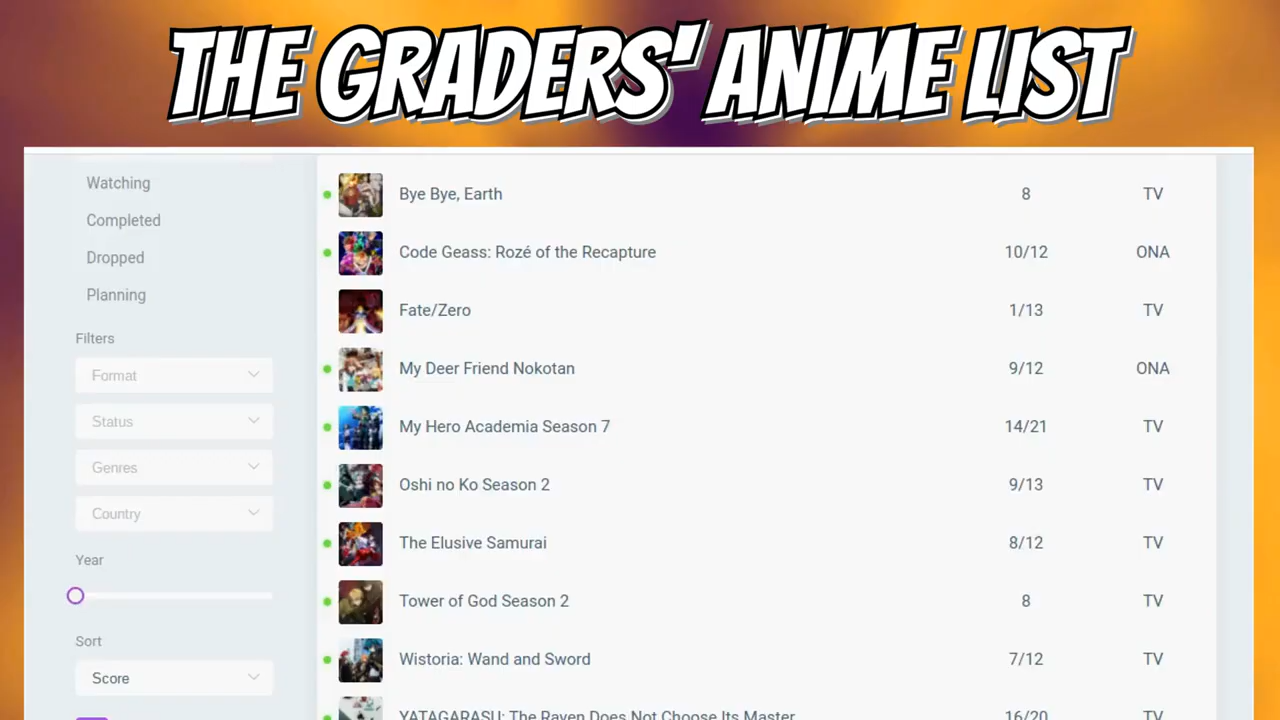 THE GRADERS' ANIME LIST
Watching
Completed
Dropped
Planning
Filters
Format
Status
Genres
Country
Year
Sort
Score
Bye Bye, Earth 8 TV
Code Geass: Rozé of the Recapture 10/12 ONA
Fate/Zero 1/13 TV
My Deer Friend Nokotan 9/12 ONA
My Hero Academia Season 7 14/21 TV
Oshi no Ko Season 2 9/13 TV
The Elusive Samurai 8/12 TV
Tower of God Season 2 8 TV
Wistoria: Wand and Sword 7/12 TV
YATAGARASU: The Raven Does Not Choose Its Master 16/20 TV